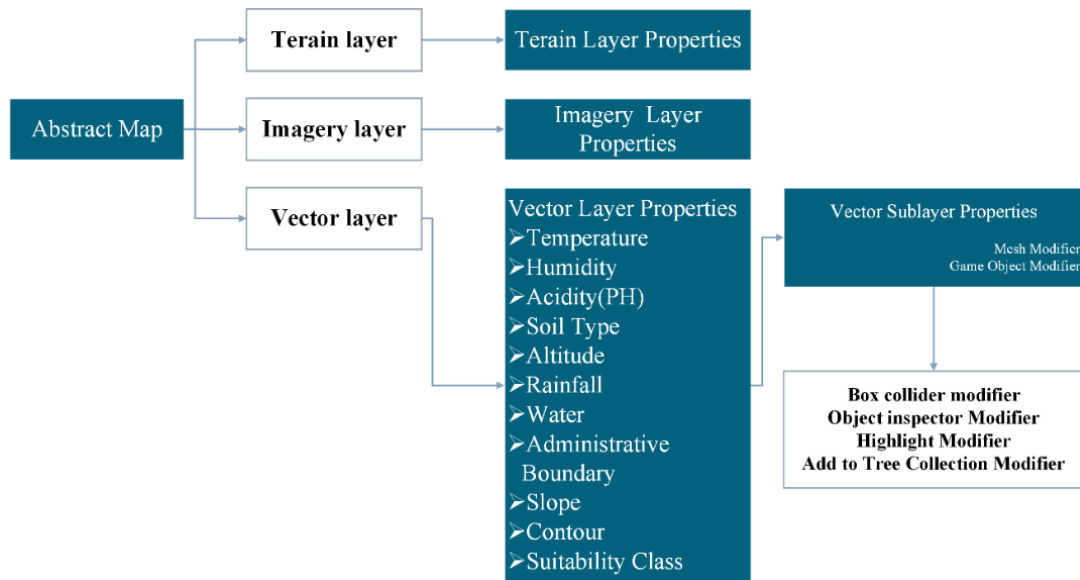 Abstract Map
Terain layer
Terain Layer Properties
Imagery layer
Imagery Layer
Properties
Vector layer
Vector Layer Properties
➢Temperature
➢Humidity
➢Acidity(PH)
➢Soil Type
➢Altitude
➢Rainfall
➢Water
➢Administrative
Boundary
➢Slope
➢Contour
➢Suitability Class
Vector Sublayer Properties
Mesh Modifier
Game Object Modifier
Box collider modifier
Object inspector Modifier
Highlight Modifier
Add to Tree Collection Modifier